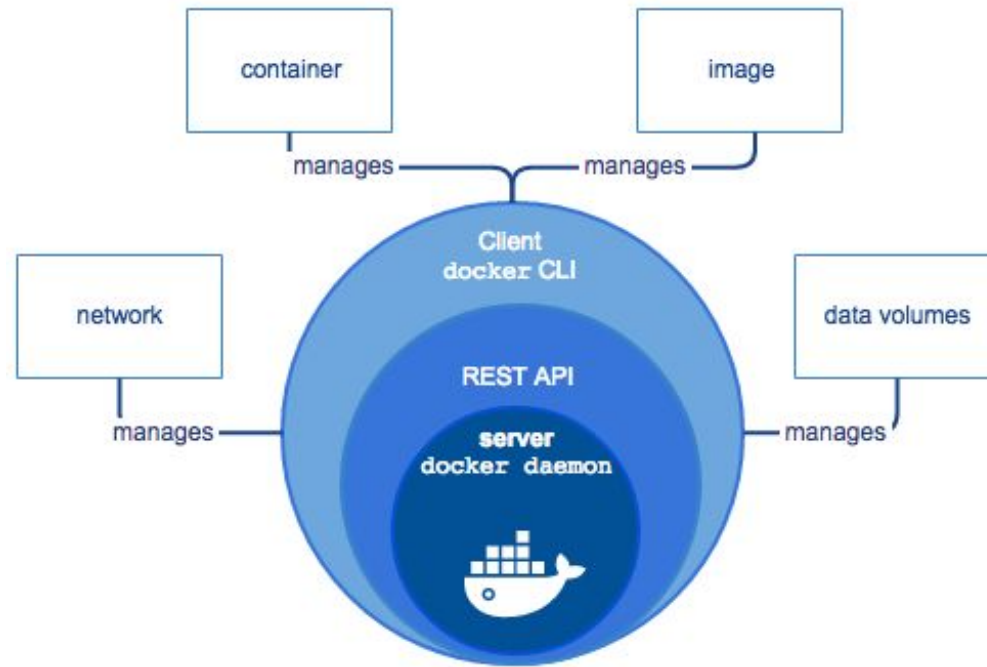 container
image
manages
manages
Client
docker CLI
network
data volumes
REST API
manages
manages
server
docker daemon